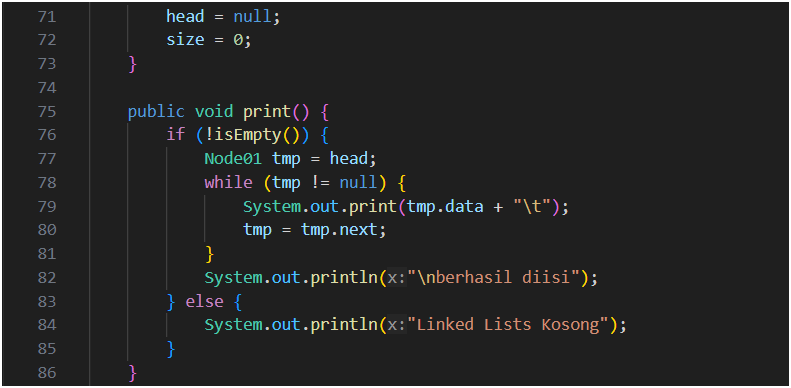 71 head = null;
72 size = 0;
73 }
74
75 public void print() {
76 if (!isEmpty()) {
77 Node01 tmp = head;
78 while (tmp != null) {
79 System.out.print(tmp.data + "\t");
80 tmp = tmp.next;
81 }
82 System.out.println(x:"\nberhasil diisi");
83 } else {
84 System.out.println(x:"Linked Lists Kosong");
85 }
86 }